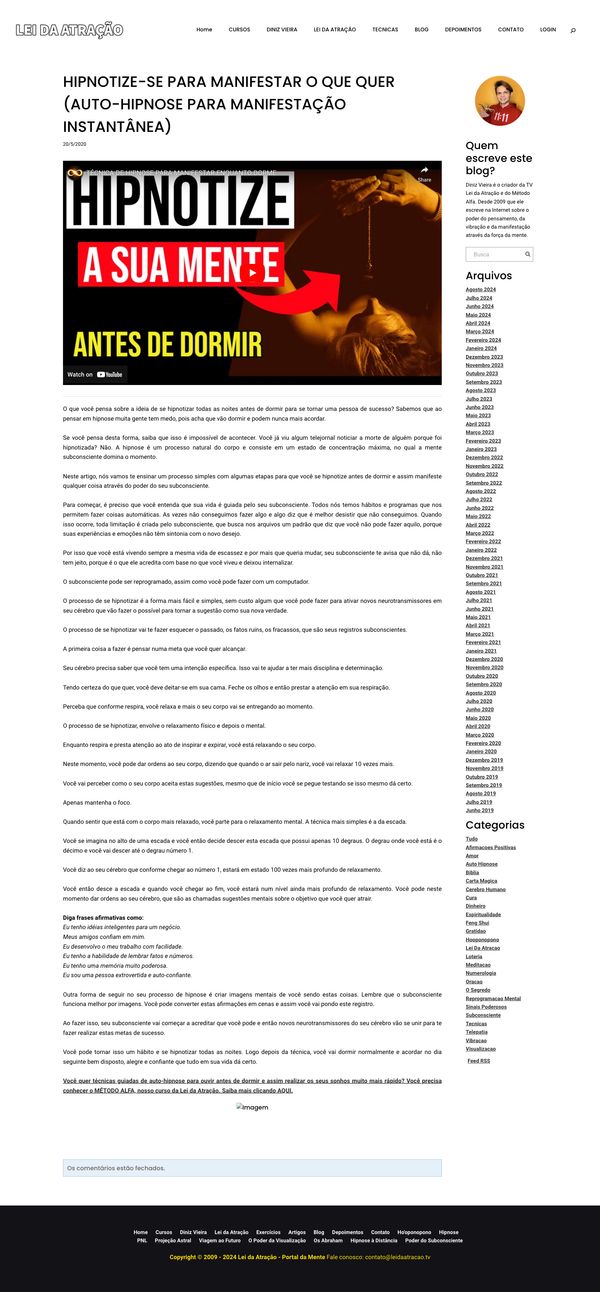 LEI DA ATRAÇÃO
Home CURSOS DINIZ VIEIRA LEI DA ATRAÇÃO TECNICAS BLOG DEPOIMENTOS CONTATO LOGIN
HIPNOTIZE-SE PARA MANIFESTAR O QUE QUER
(AUTO-HIPNOSE PARA MANIFESTAÇÃO
INSTANTÂNEA)
20/5/2020
TÉCNICA DE HIPNOSE PARA MANIFESTAR ENQUANTO DORME
Share
HIPNOTIZE
A SUA MENTE
ANTES DE DORMIR
Watch on YouTube
O que você pensa sobre a ideia de se hipnotizar todas as noites antes de dormir para se tornar uma pessoa de sucesso? Sabemos que ao
pensar em hipnose muita gente tem medo, pois acha que vão dormir e podem nunca mais acordar.
Se você pensa desta forma, saiba que isso é impossível de acontecer. Você já viu algum telejornal noticiar a morte de alguém porque foi
hipnotizada? Não. A hipnose é um processo natural do corpo e consiste em um estado de concentração máxima, no qual a mente
subconsciente domina o momento.
Neste artigo, nós vamos te ensinar um processo simples com algumas etapas para que você se hipnotize antes de dormir e assim manifeste
qualquer coisa através do poder do seu subconsciente.
Para começar, é preciso que você entenda que sua vida é guiada pelo seu subconsciente. Todos nós temos hábitos e programas que nos
permitem fazer coisas automáticas. As vezes não conseguimos fazer algo e algo diz que é melhor desistir que não conseguimos. Quando
isso ocorre, toda limitação é criada pelo subconsciente, que busca nos arquivos um padrão que diz que você não pode fazer aquilo, porque
suas experiências e emoções não têm sintonia com o novo desejo.
Por isso que você está vivendo sempre a mesma vida de escassez e por mais que queria mudar, seu subconsciente te avisa que não dá, não
tem jeito, porque é o que ele acredita com base no que você viveu e deixou internalizar.
O subconsciente pode ser reprogramado, assim como você pode fazer com um computador.
O processo de se hipnotizar é a forma mais fácil e simples, sem custo algum que você pode fazer para ativar novos neurotransmissores em
seu cérebro que vão fazer o possível para tornar a sugestão como sua nova verdade.
O processo de se hipnotizar vai te fazer esquecer o passado, os fatos ruins, os fracassos, que são seus registros subconscientes.
A primeira coisa a fazer é pensar numa meta que você quer alcançar.
Seu cérebro precisa saber que você tem uma intenção específica. Isso vai te ajudar a ter mais disciplina e determinação.
Tendo certeza do que quer, você deve deitar-se em sua cama. Feche os olhos e então prestar a atenção em sua respiração.
Perceba que conforme respira, você relaxa e mais o seu corpo vai se entregando ao momento.
O processo de se hipnotizar, envolve o relaxamento físico e depois o mental.
Enquanto respira e presta atenção ao ato de inspirar e expirar, você está relaxando o seu corpo.
Neste momento, você pode dar ordens ao seu corpo, dizendo que quando o ar sair pelo nariz, você vai relaxar 10 vezes mais.
Você vai perceber como o seu corpo aceita estas sugestões, mesmo que de início você se pegue testando se isso mesmo dá certo.
Apenas mantenha o foco.
Quando sentir que está com o corpo mais relaxado, você parte para o relaxamento mental. A técnica mais simples é a da escada.
Você se imagina no alto de uma escada e você então decide descer esta escada que possui apenas 10 degraus. O degrau onde você está é o
décimo e você vai descer até o degrau número 1.
Você diz ao seu cérebro que conforme chegar ao número 1, estará em estado 100 vezes mais profundo de relaxamento.
Você então desce a escada e quando você chegar ao fim, você estará num nível ainda mais profundo de relaxamento. Você pode neste
momento dar ordens ao seu cérebro, que são as chamadas sugestões mentais sobre o objetivo que você quer atrair.
Diga frases afirmativas como:
Eu tenho idéias inteligentes para um negócio.
Meus amigos confiam em mim.
Eu desenvolvo o meu trabalho com facilidade.
Eu tenho a habilidade de lembrar fatos e números.
Eu tenho uma memória muito poderosa.
Eu sou uma pessoa extrovertida e auto-confiante.
Outra forma de seguir no seu processo de hipnose é criar imagens mentais de você sendo estas coisas. Lembre que o subconsciente
funciona melhor por imagens. Você pode converter estas afirmações em cenas e assim você vai pondo este registro.
Ao fazer isso, seu subconsciente vai começar a acreditar que você pode e então novos neurotransmissores do seu cérebro vão se unir para te
fazer realizar estas metas de sucesso.
Você pode tornar isso um hábito e se hipnotizar todas as noites. Logo depois da técnica, você vai dormir normalmente e acordar no dia
seguinte bem disposto, alegre e confiante que tudo em sua vida dá certo.
Você quer técnicas guiadas de auto-hipnose para ouvir antes de dormir e assim realizar os seus sonhos muito mais rápido? Você precisa
conhecer o MÉTODO ALFA, nosso curso da Lei da Atração. Saiba mais clicando AQUI.
Imagem
Os comentários estão fechados.
11:11
Quem
escreve este
blog?
Diniz Vieira é o criador da TV
Lei da Atração e do Método
Alfa. Desde 2009 que ele
escreve na Internet sobre o
poder do pensamento, da
vibração e da manifestação
através da força da mente.
Busca
Arquivos
Agosto 2024
Julho 2024
Junho 2024
Maio 2024
Abril 2024
Março 2024
Fevereiro 2024
Janeiro 2024
Dezembro 2023
Novembro 2023
Outubro 2023
Setembro 2023
Agosto 2023
Julho 2023
Junho 2023
Maio 2023
Abril 2023
Março 2023
Fevereiro 2023
Janeiro 2023
Dezembro 2022
Novembro 2022
Outubro 2022
Setembro 2022
Agosto 2022
Julho 2022
Junho 2022
Maio 2022
Abril 2022
Março 2022
Fevereiro 2022
Janeiro 2022
Dezembro 2021
Novembro 2021
Outubro 2021
Setembro 2021
Agosto 2021
Julho 2021
Junho 2021
Maio 2021
Abril 2021
Março 2021
Fevereiro 2021
Janeiro 2021
Dezembro 2020
Novembro 2020
Outubro 2020
Setembro 2020
Agosto 2020
Julho 2020
Junho 2020
Maio 2020
Abril 2020
Março 2020
Fevereiro 2020
Janeiro 2020
Dezembro 2019
Novembro 2019
Outubro 2019
Setembro 2019
Agosto 2019
Julho 2019
Junho 2019
Categorias
Tudo
Afirmacoes Positivas
Amor
Auto Hipnose
Biblia
Carta Magica
Cerebro Humano
Cura
Dinheiro
Espiritualidade
Feng Shui
Gratidao
Hooponopono
Lei Da Atracao
Loteria
Meditacao
Numerologia
Oracao
O Segredo
Reprogramacao Mental
Sinais Poderosos
Subconsciente
Tecnicas
Telepatia
Vibracao
Visualizacao
Feed RSS
Home Cursos Diniz Vieira Lei da Atração Exercícios Artigos Blog Depoimentos Contato Ho'oponopono Hipnose
PNL Projeção Astral Viagem ao Futuro O Poder da Visualização Os Abraham Hipnose à Distância Poder do Subconsciente
Copyright © 2009 - 2024 Lei da Atração - Portal da Mente Fale conosco: contato@leidaatracao.tv